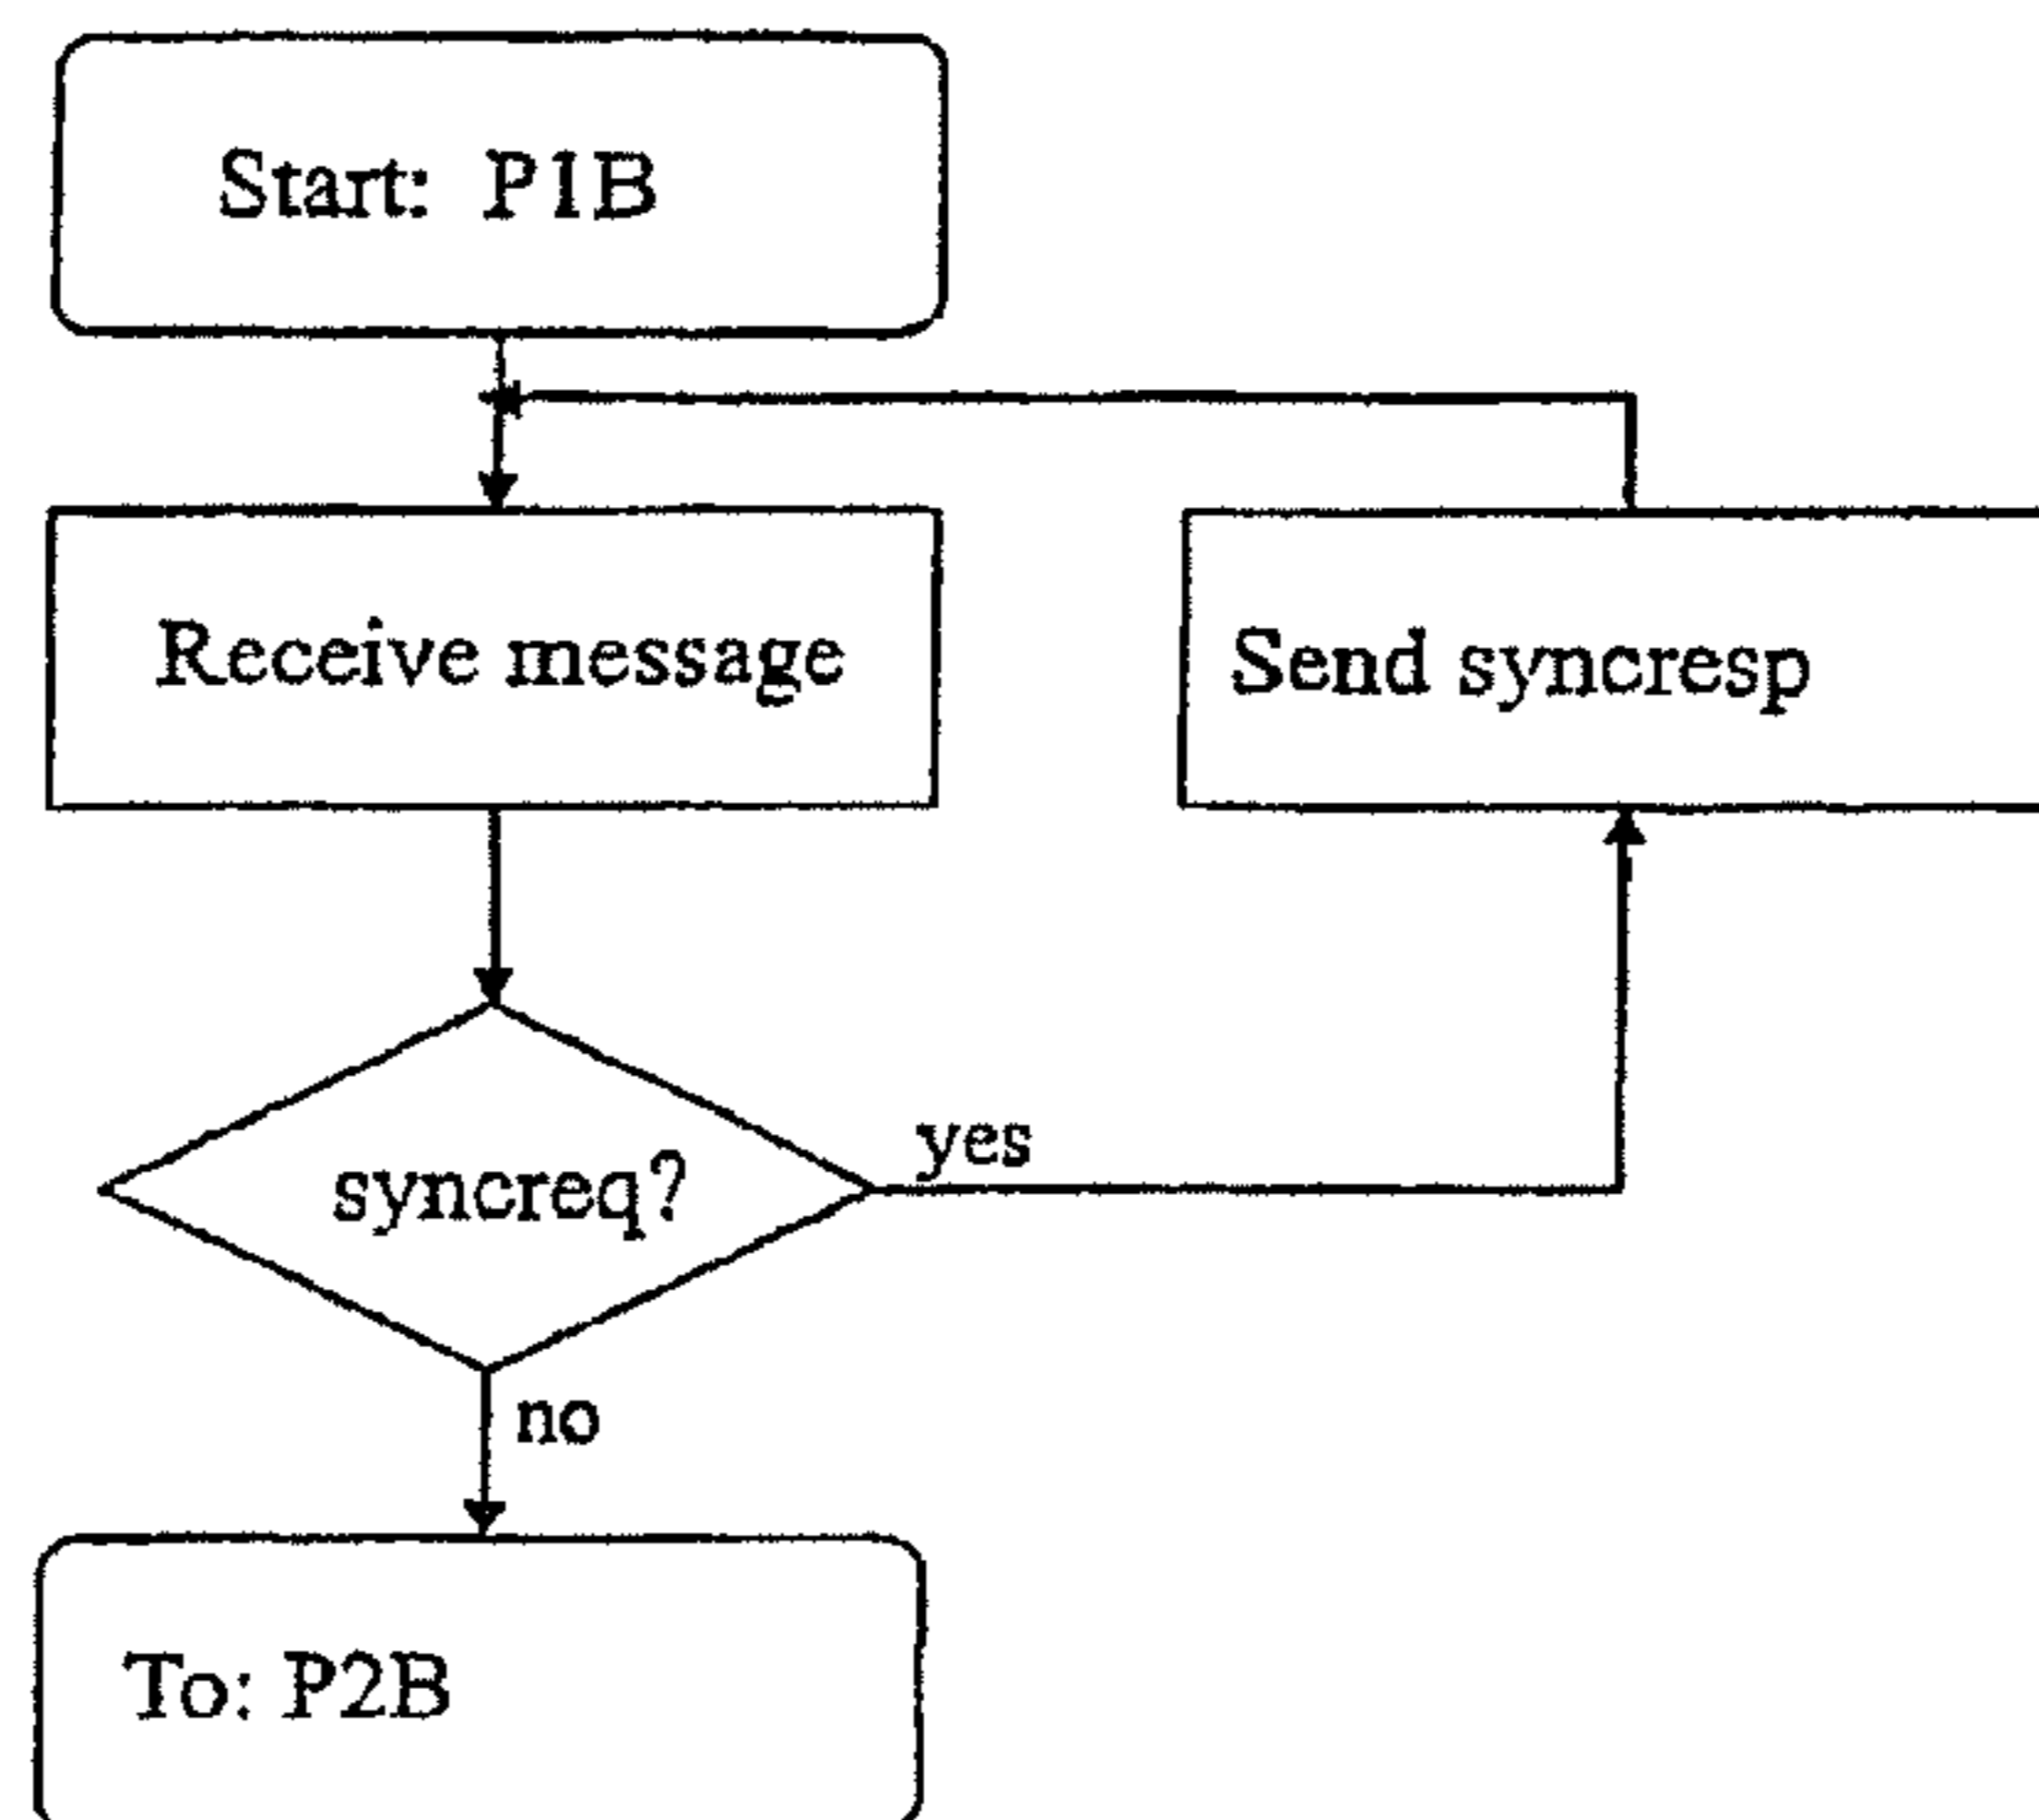 Start: P1B
Receive message
Send syncresp
syncreq?
yes
no
To: P2B